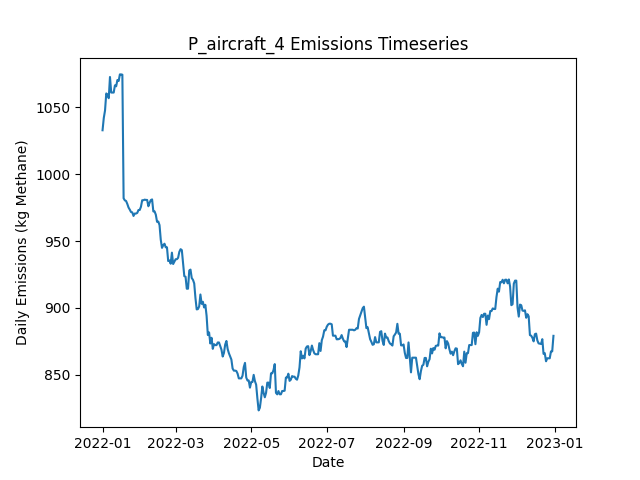 P_aircraft_4 Emissions Timeseries
Daily Emissions (kg Methane)
1050
1000
950
900
850
2022-01 2022-03 2022-05 2022-07 2022-09 2022-11 2023-01
Date